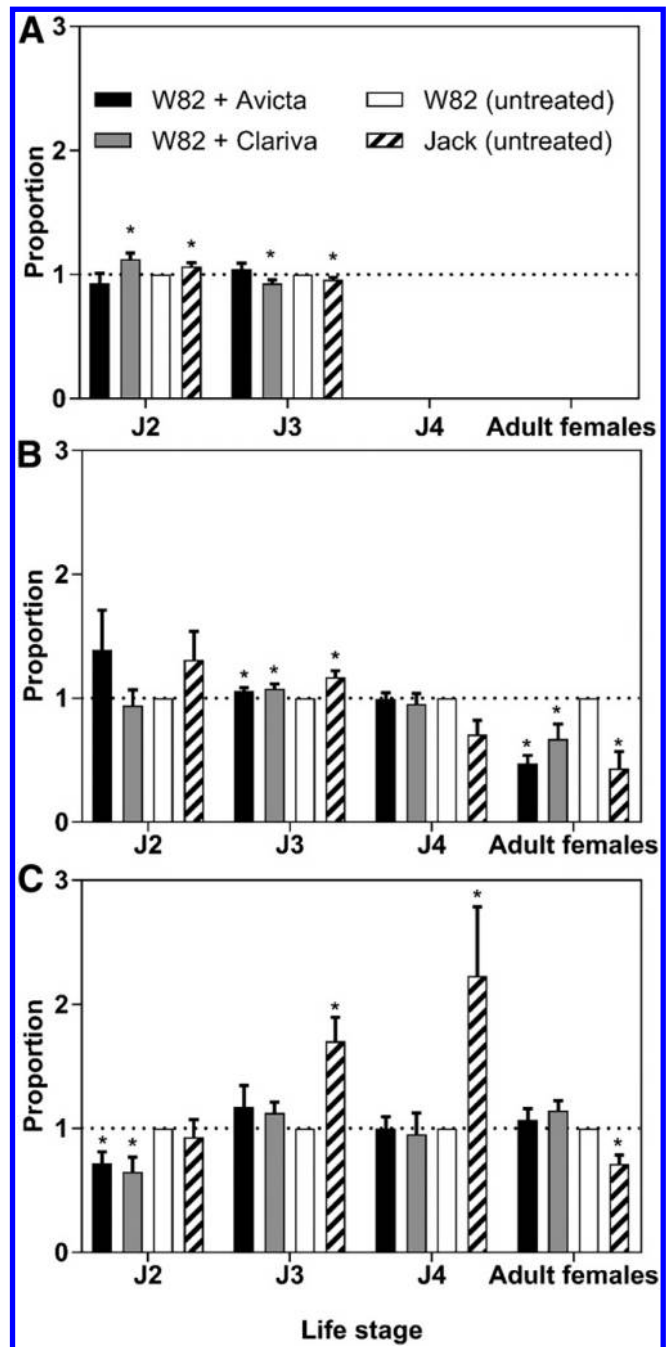 A
3
W82 + Avicta W82 (untreated)
W82 + Clariva Jack (untreated)
2
Proportion
* * * *
1
0
J2 J3 J4 Adult females
B
3
2
Proportion
* * * * * *
1
0
J2 J3 J4 Adult females
C
3
*
2
Proportion
*
1
* * *
0
J2 J3 J4 Adult females
Life stage